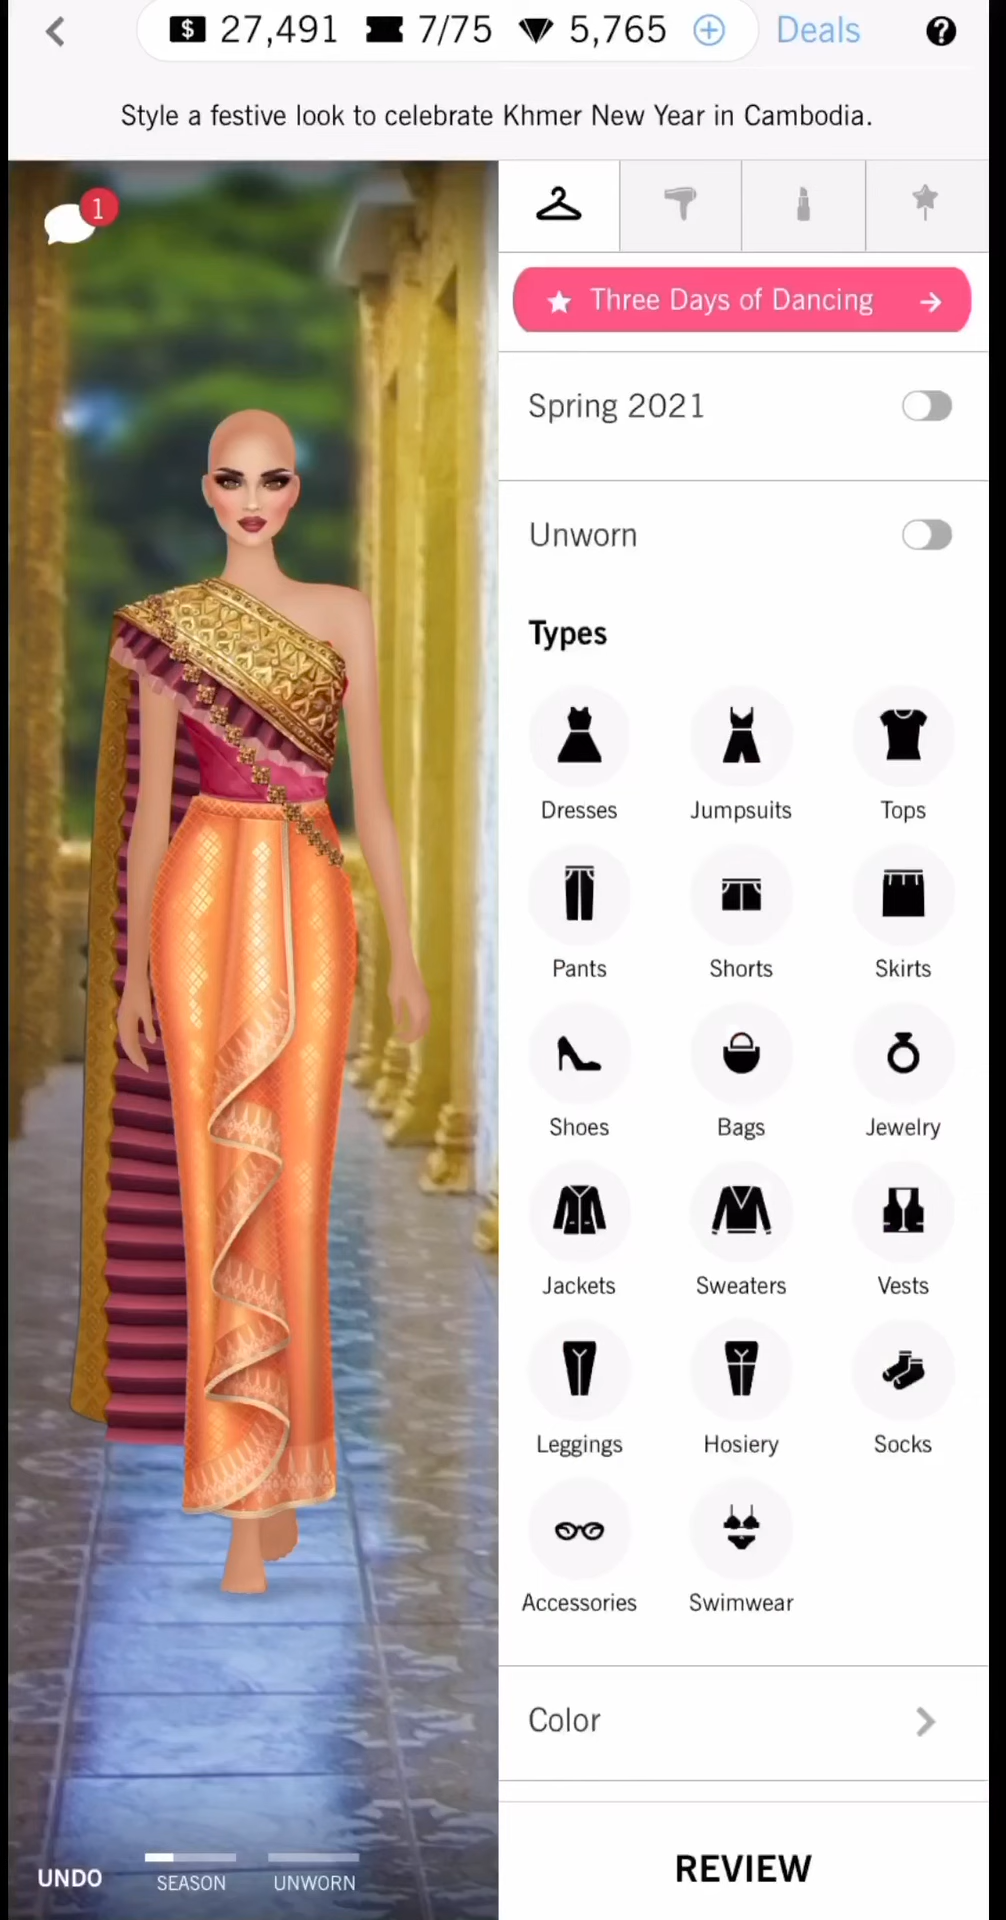 $ 27,491 7/75 5,765 Deals ?
Style a festive look to celebrate Khmer New Year in Cambodia.
1
Three Days of Dancing
Spring 2021
Unworn
Types
Dresses Jumpsuits Tops
Pants Shorts Skirts
Shoes Bags Jewelry
Jackets Sweaters Vests
Leggings Hosiery Socks
Accessories Swimwear
Color
UNDO SEASON UNWORN
REVIEW